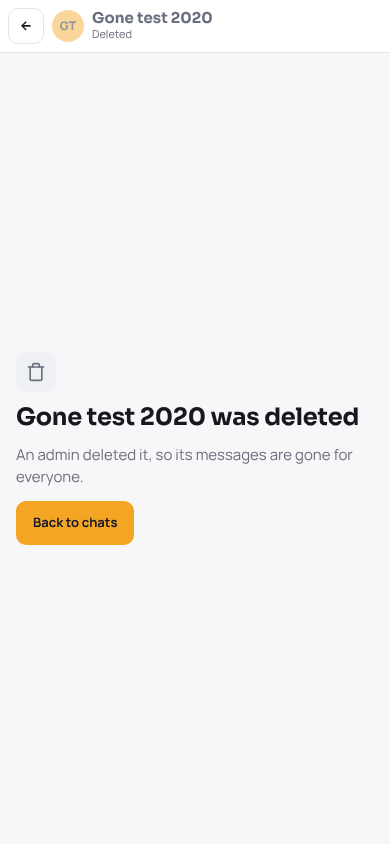 GT
Gone test 2020
Deleted
Gone test 2020 was deleted
An admin deleted it, so its messages are gone for
everyone.
Back to chats